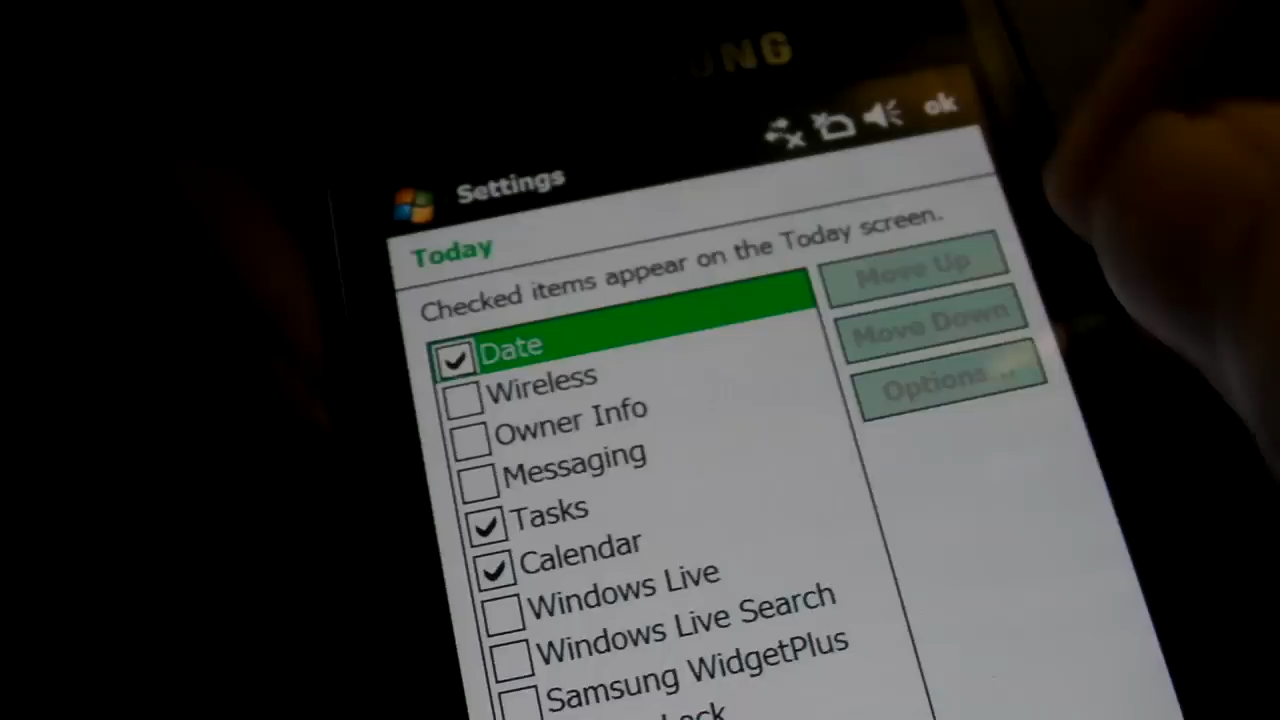 Settings
ok
Today
Checked items appear on the Today screen.
Date
Wireless
Owner Info
Messaging
Tasks
Calendar
Windows Live
Windows Live Search
Samsung WidgetPlus
Move Up
Move Down
Options ...